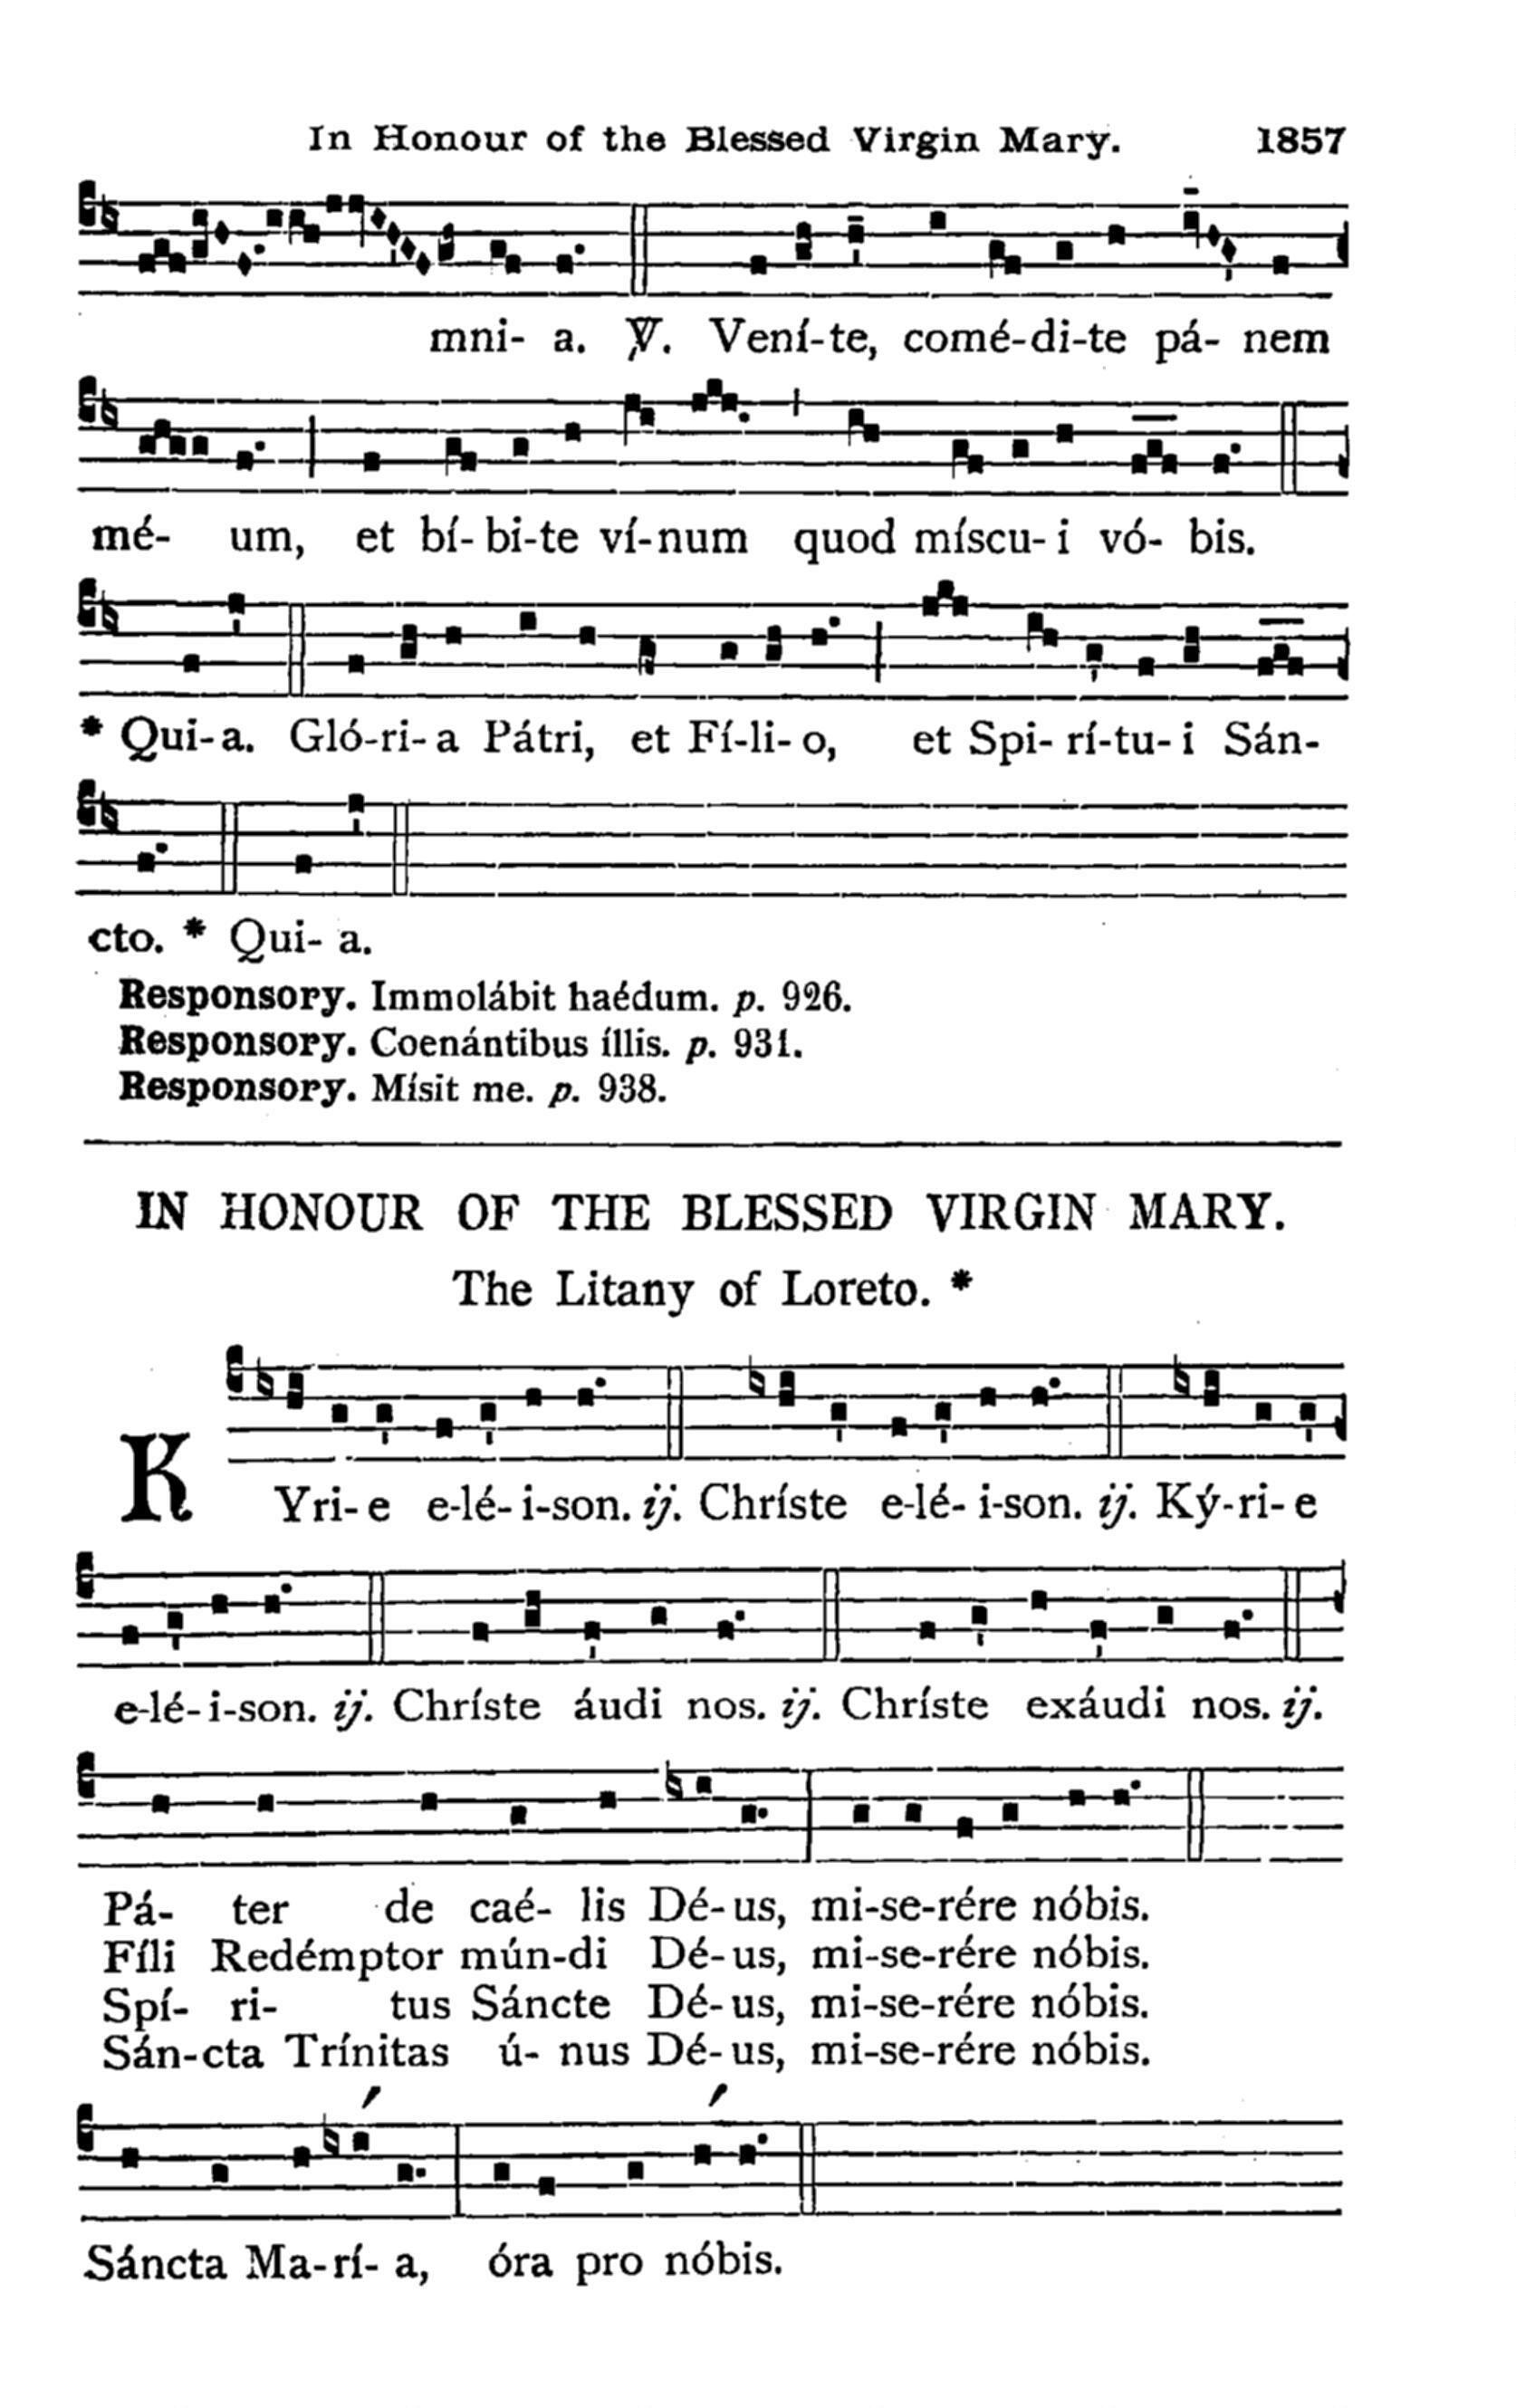 In Honour of the Blessed Virgin Mary. 1857
mni- a. ℣. Vení-te, comé-di-te pá- nem
mé- um, et bí- bi-te ví-num quod míscu- i vó- bis.
* Qui- a. Gló-ri- a Pátri, et Fí-li- o, et Spi- rí-tu- i Sán-
cto. * Qui- a.
Responsory. Immolábit haédum. p. 926.
Responsory. Coenántibus íllis. p. 931.
Responsory. Mísit me. p. 938.
IN HONOUR OF THE BLESSED VIRGIN MARY.
The Litany of Loreto. *
KYri- e e-lé- i-son. ij. Chríste e-lé- i-son. ij. Ký-ri- e
e-lé- i-son. ij. Chríste áudi nos. ij. Chríste exáudi nos. ij.
Pá- ter de caé- lis Dé- us, mi-se-rére nóbis.
Fíli Redémptor mún-di Dé- us, mi-se-rére nóbis.
Spí- ri- tus Sáncte Dé- us, mi-se-rére nóbis.
Sán-cta Trínitas ú- nus Dé- us, mi-se-rére nóbis.
Sáncta Ma-rí- a, óra pro nóbis.